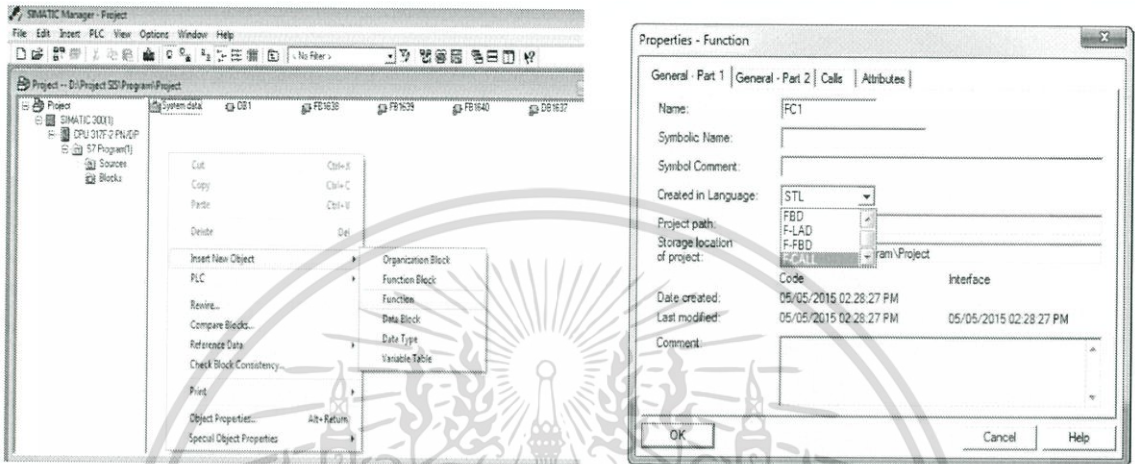 SIMATIC Manager - Project
File Edit Insert PLC View Options Window Help
< No Filter >
Project -- D:\Project SIS\Program\Project
Project
SIMATIC 300(1)
CPU 317F-2 PN/DP
S7 Program(1)
Sources
Blocks
System data DB1 FB1638 FB1639 FB1640 DB1637
Cut Ctrl+X
Copy Ctrl+C
Paste Ctrl+V
Delete Del
Insert New Object
PLC
Rewire...
Compare Blocks...
Reference Data
Check Block Consistency...
Print
Object Properties... Alt+Return
Special Object Properties
Organization Block
Function Block
Function
Data Block
Data Type
Variable Table
Properties - Function
General - Part 1 General - Part 2 Calls Attributes
Name: FC1
Symbolic Name:
Symbol Comment:
Created in Language: STL
FBD
F-LAD
F-FBD
F-CALL
Project path:
Storage location
of project: ram\Project
Code Interface
Date created: 05/05/2015 02.28.27 PM
Last modified: 05/05/2015 02.28.27 PM 05/05/2015 02.28.27 PM
Comment:
OK Cancel Help